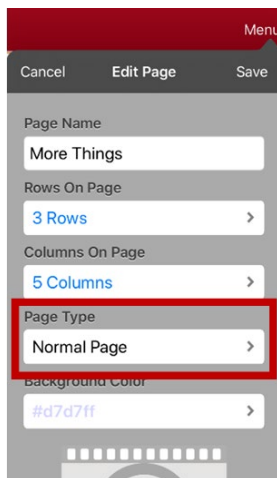 Menu
Cancel Edit Page Save
Page Name
More Things
Rows On Page
3 Rows
Columns On Page
5 Columns
Page Type
Normal Page
Background Color
#d7d7ff